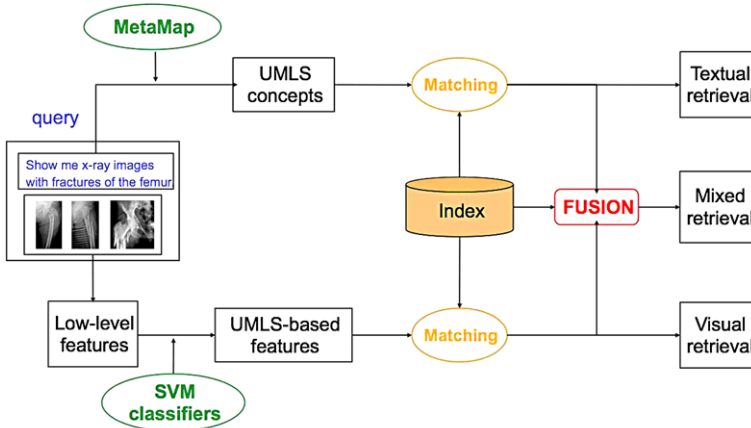 MetaMap
UMLS
concepts
Matching
Textual
retrieval
query
Show me x-ray images
with fractures of the femur
Index
FUSION
Mixed
retrieval
Low-level
features
UMLS-based
features
Matching
Visual
retrieval
SVM
classifiers